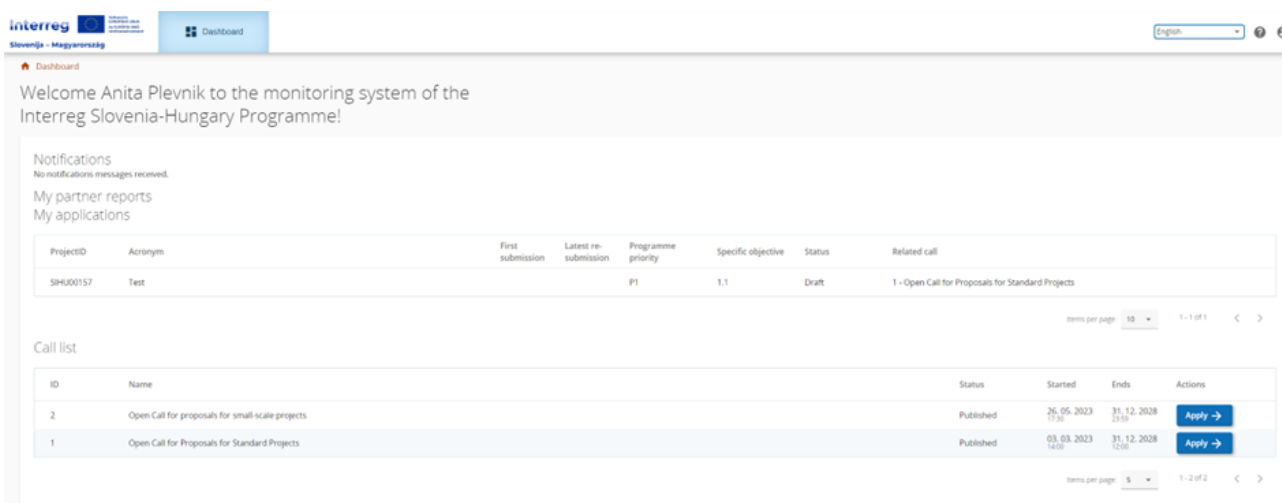 Interreg
Slovenija – Magyarország
Dashboard
English
Dashboard
Welcome Anita Plevnik to the monitoring system of the
Interreg Slovenia-Hungary Programme!
Notifications
No notifications messages received.
My partner reports
My applications
ProjectID Acronym First submission Latest re-submission Programme priority Specific objective Status Related call
SIHU00157 Test P1 1.1 Draft 1 - Open Call for Proposals for Standard Projects
Items per page 10 1 - 1 of 1
Call list
ID Name Status Started Ends Actions
2 Open Call for proposals for small-scale projects Published 26. 05. 2023 17:30 31. 12. 2028 23:59 Apply
1 Open Call for Proposals for Standard Projects Published 03. 03. 2023 14:00 31. 12. 2028 12:00 Apply
Items per page 5 1 - 2 of 2